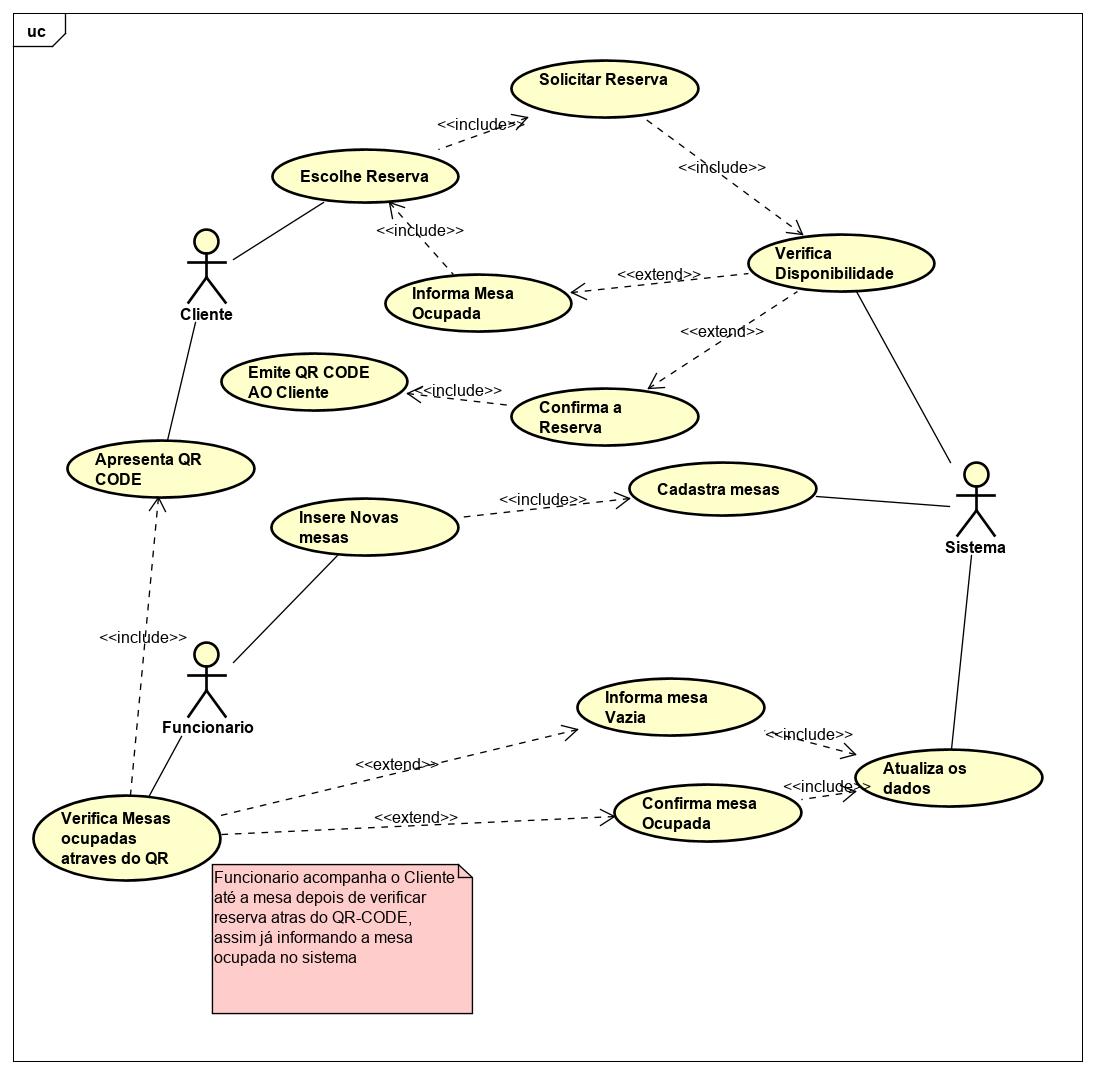 uc
Solicitar Reserva
<<include>>
Escolhe Reserva
<<include>>
<<include>>
Verifica
Disponibilidade
<<extend>>
Informa Mesa
Ocupada
Cliente
<<extend>>
Emite QR CODE
AO Cliente
<<include>>
Confirma a
Reserva
Apresenta QR
CODE
Cadastra mesas
<<include>>
Insere Novas
mesas
Sistema
<<include>>
Funcionario
Informa mesa
Vazia
<<include>>
<<extend>>
Atualiza os
dados
<<include>>
Confirma mesa
Ocupada
<<extend>>
Verifica Mesas
ocupadas
atraves do QR
Funcionario acompanha o Cliente
até a mesa depois de verificar
reserva atras do QR-CODE,
assim já informando a mesa
ocupada no sistema